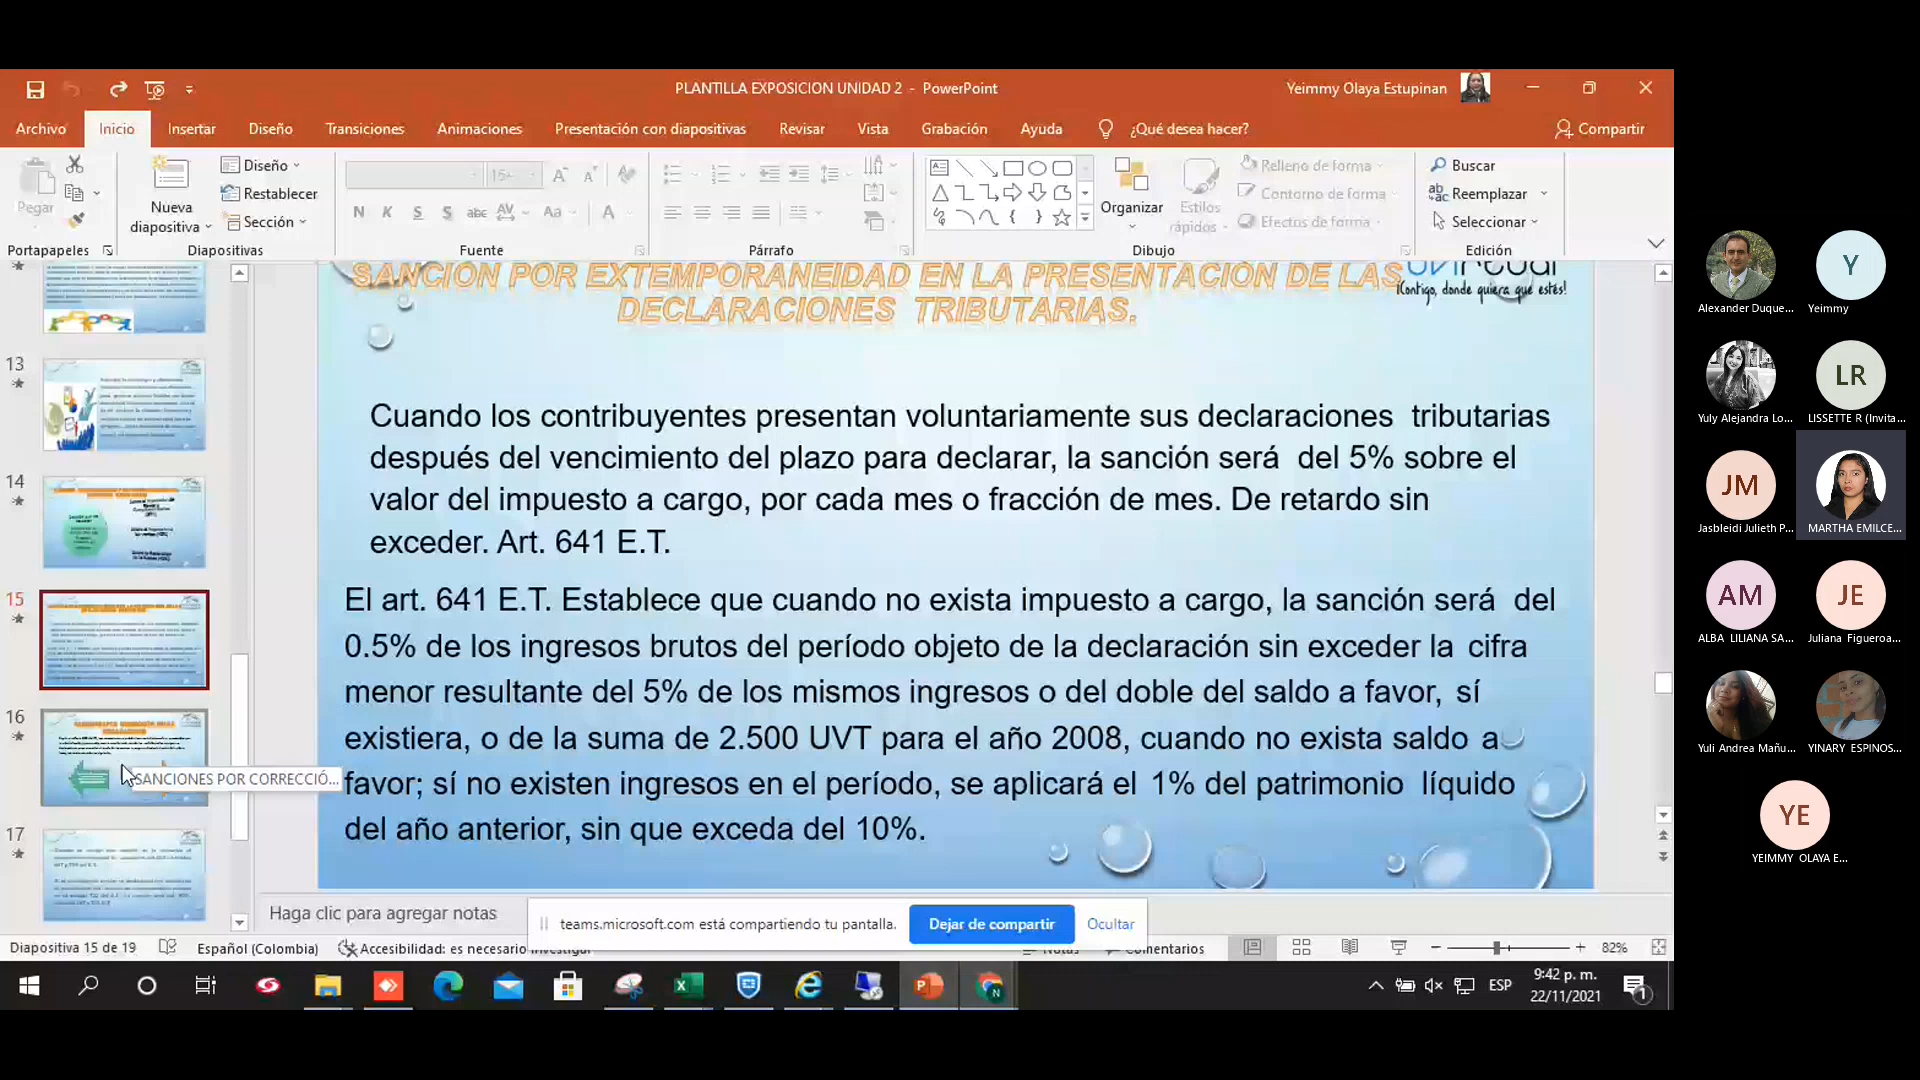 PLANTILLA EXPOSICION UNIDAD 2 - PowerPoint
Yeimmy Olaya Estupinan
Archivo Inicio Insertar Diseño Transiciones Animaciones Presentación con diapositivas Revisar Vista Grabación Ayuda ¿Qué desea hacer? Compartir
Pegar
Nueva diapositiva
Diseño
Restablecer
Sección
15+
N K S S abc AV Aa A
Organizar
Estilos rápidos
Relleno de forma
Contorno de forma
Efectos de forma
Buscar
Reemplazar
Seleccionar
Portapapeles Diapositivas Fuente Párrafo Dibujo Edición
13
14
15
16
17
SANCIONES POR CORRECCIÓ...
SANCIÓN POR EXTEMPORANEIDAD EN LA PRESENTACIÓN DE LAS
DECLARACIONES TRIBUTARIAS.
¡Contigo, donde quiera que estés!
Cuando los contribuyentes presentan voluntariamente sus declaraciones tributarias
después del vencimiento del plazo para declarar, la sanción será del 5% sobre el
valor del impuesto a cargo, por cada mes o fracción de mes. De retardo sin
exceder. Art. 641 E.T.
El art. 641 E.T. Establece que cuando no exista impuesto a cargo, la sanción será del
0.5% de los ingresos brutos del período objeto de la declaración sin exceder la cifra
menor resultante del 5% de los mismos ingresos o del doble del saldo a favor, sí
existiera, o de la suma de 2.500 UVT para el año 2008, cuando no exista saldo a
favor; sí no existen ingresos en el período, se aplicará el 1% del patrimonio líquido
del año anterior, sin que exceda del 10%.
Haga clic para agregar notas
teams.microsoft.com está compartiendo tu pantalla. Dejar de compartir Ocultar
Diapositiva 15 de 19 Español (Colombia) Accesibilidad: es necesario investigar Notas Comentarios 82%
ESP
9:42 p. m.
22/11/2021
1
Alexander Duque...
Y
Yeimmy
Yuly Alejandra Lo...
LR
LISSETTE R (Invita...
JM
Jasbleidi Julieth P...
MARTHA EMILCE...
AM
ALBA LILIANA SA...
JE
Juliana Figueroa...
Yuli Andrea Mañu...
YINARY ESPINOS...
YE
YEIMMY OLAYA E...